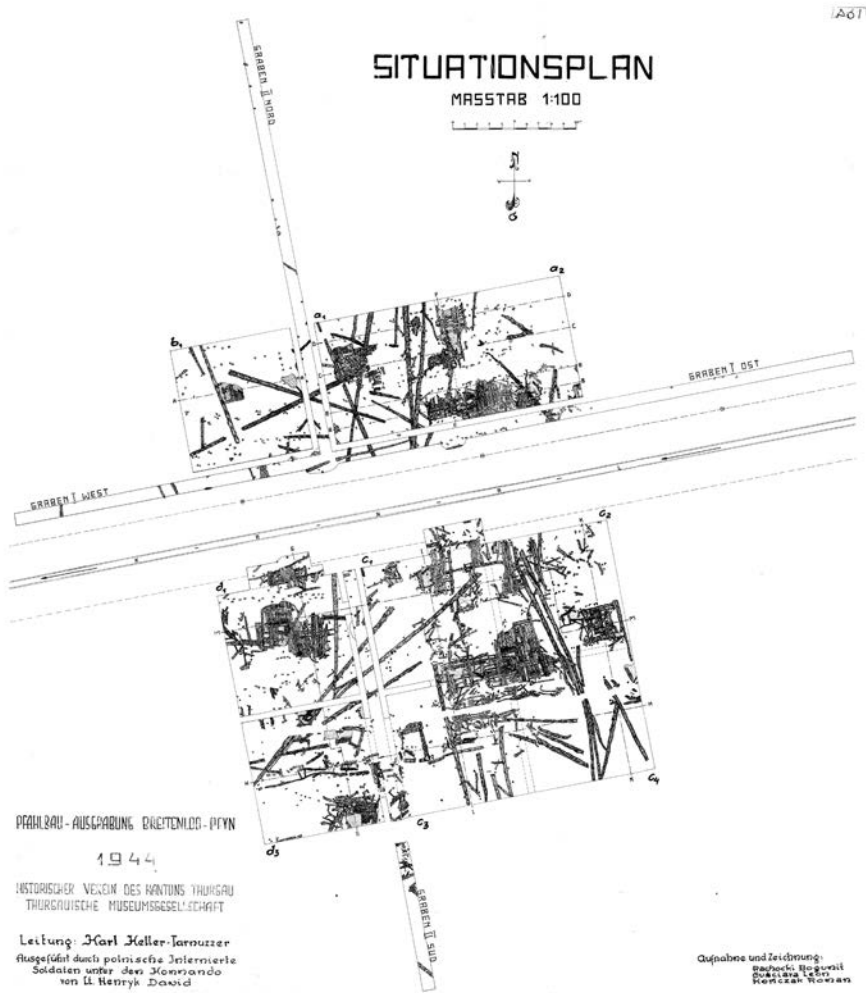 SITUATIONSPLAN
MASSTAB 1:100
N
GRABEN II NORD
a2
a1
b1
GRABEN I OST
GRABEN I WEST
c2
c1
d1
c4
c3
d3
GRABEN II SÜD
PFAHLBAU-AUSGRABUNG BREITENLOO-PFYN
1944
HISTORISCHER VEREIN DES KANTONS THURGAU
THURGAUISCHE MUSEUMSGESELLSCHAFT
Leitung: Karl Keller-Tarnuzzer
Ausgeführt durch polnische Internierte
Soldaten unter dem Kommando
von Lt. Henryk David
Aufnahme und Zeichnung:
Leon
Roman